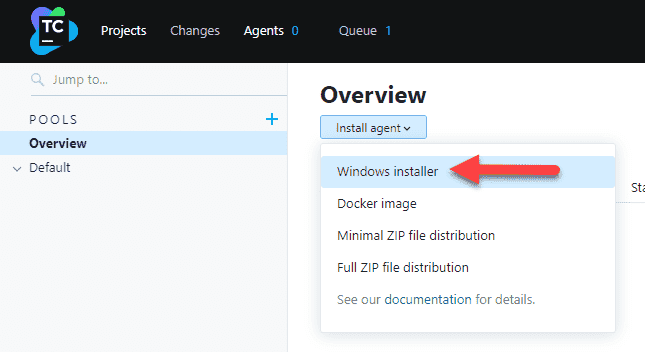 TC
Projects Changes Agents 0 Queue 1
Jump to...
POOLS +
Overview
Default
Overview
Install agent
Windows installer
Docker image
Minimal ZIP file distribution
Full ZIP file distribution
See our documentation for details.
Sta